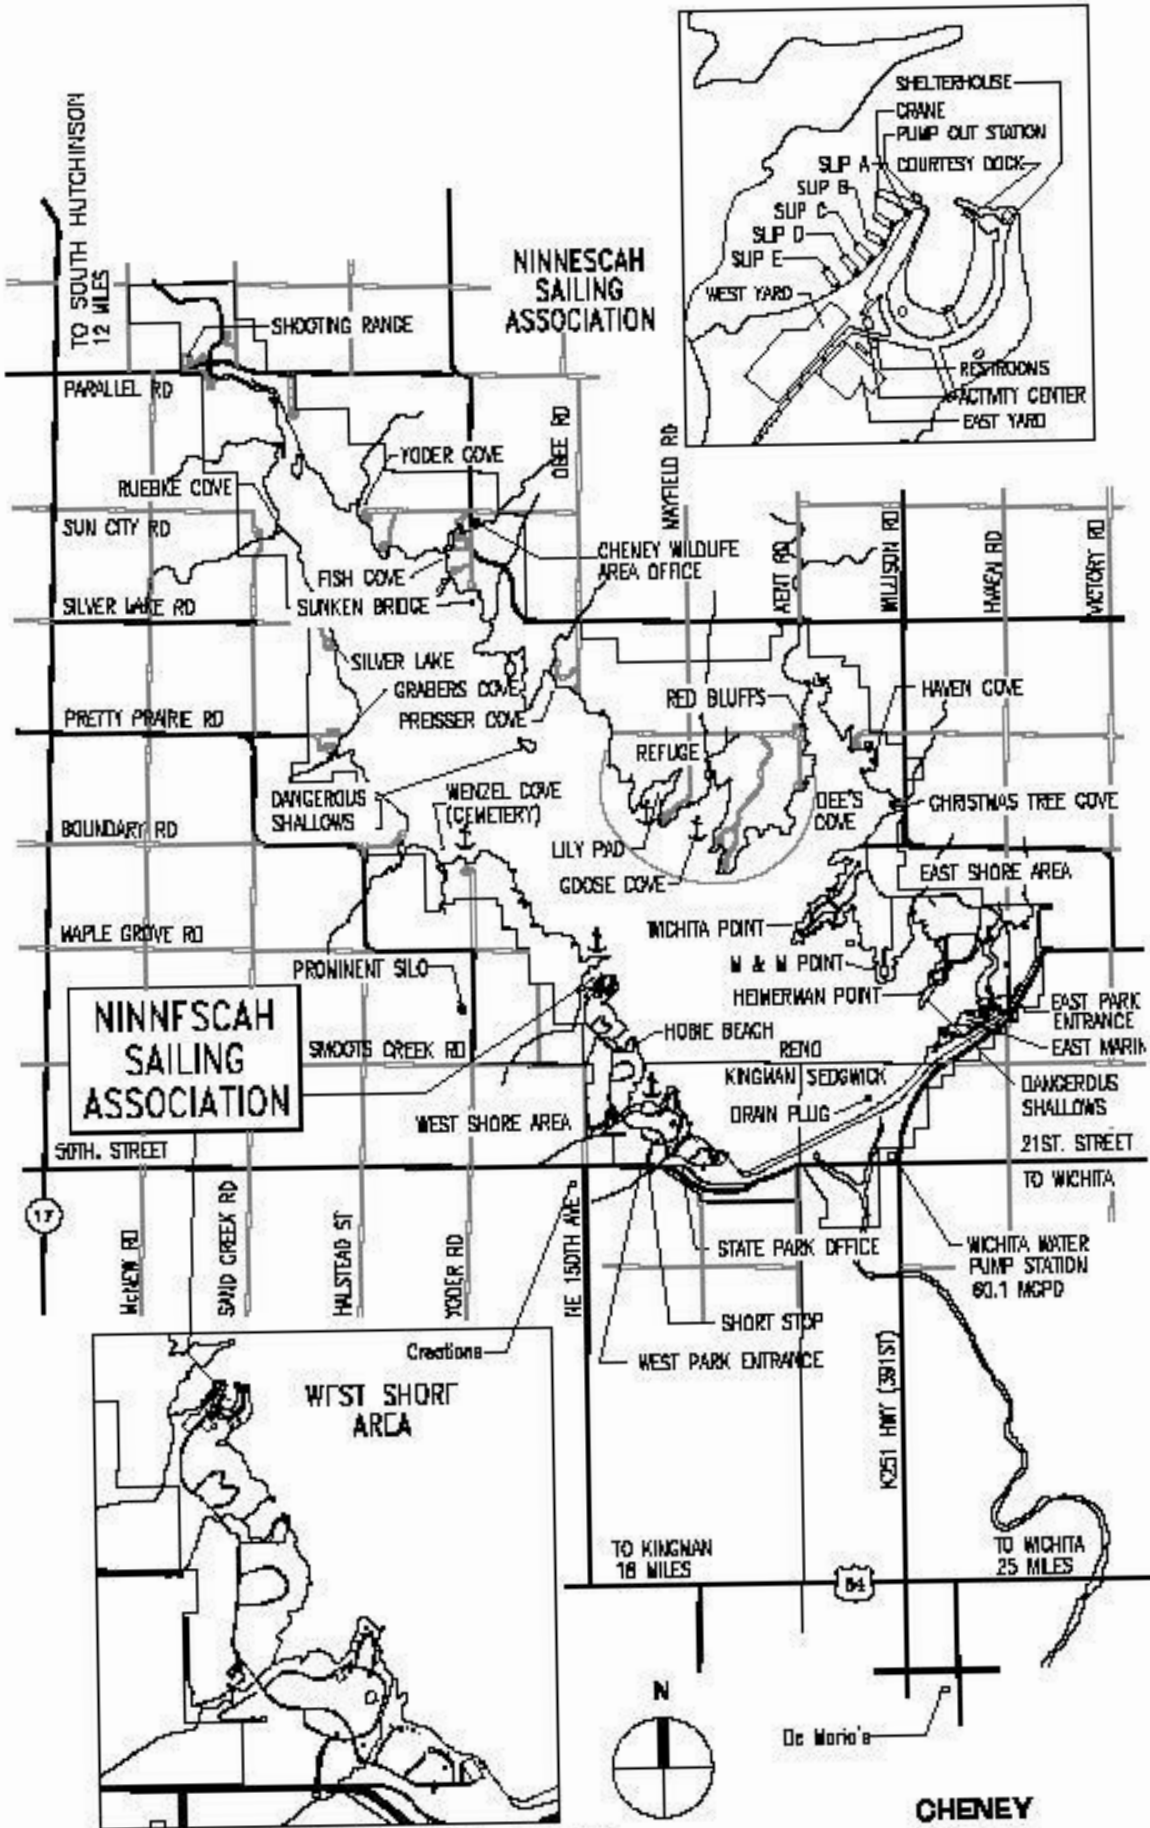 SHELTERHOUSE
CRANE
PUMP OUT STATION
SLIP A
COURTESY DOCK
SLIP B
SLIP C
SLIP D
SLIP E
WEST YARD
RESTROOMS
ACTIVITY CENTER
EAST YARD
TO SOUTH HUTCHINSON
12 MILES
NINNESCAH
SAILING
ASSOCIATION
SHOOTING RANGE
PARALLEL RD
YODER COVE
OBEE RD
MAYFIELD RD
RUEBKE COVE
SUN CITY RD
FISH COVE
CHENEY WILDLIFE
AREA OFFICE
KENT RD
WILLISON RD
HAVEN RD
VICTORY RD
SILVER LAKE RD
SUNKEN BRIDGE
SILVER LAKE
GRABERS COVE
PREISSER COVE
RED BLUFFS
HAVEN COVE
PRETTY PRAIRIE RD
REFUGE
DANGEROUS
SHALLOWS
WENZEL COVE
(CEMETERY)
DEE'S
COVE
CHRISTMAS TREE COVE
BOUNDARY RD
LILY PAD
GOOSE COVE
EAST SHORE AREA
MAPLE GROVE RD
WICHITA POINT
PROMINENT SILO
M & M POINT
HEIMERMAN POINT
EAST PARK
ENTRANCE
NINNESCAH
SAILING
ASSOCIATION
SMOOTS CREEK RD
HOBIE BEACH
RENO
EAST MARIN
KINGMAN SEDGWICK
DANGEROUS
SHALLOWS
DRAIN PLUG
WEST SHORE AREA
50TH. STREET
21ST. STREET
TO WICHITA
17
McNEW RD
SAND CREEK RD
HALSTEAD ST
YODER RD
NE 150TH AVE
STATE PARK OFFICE
WICHITA WATER
PUMP STATION
60.1 MGPD
SHORT STOP
Creations
WEST PARK ENTRANCE
K251 HWY (391ST)
WEST SHORE
AREA
TO KINGMAN
18 MILES
54
TO WICHITA
25 MILES
N
De Mario's
CHENEY